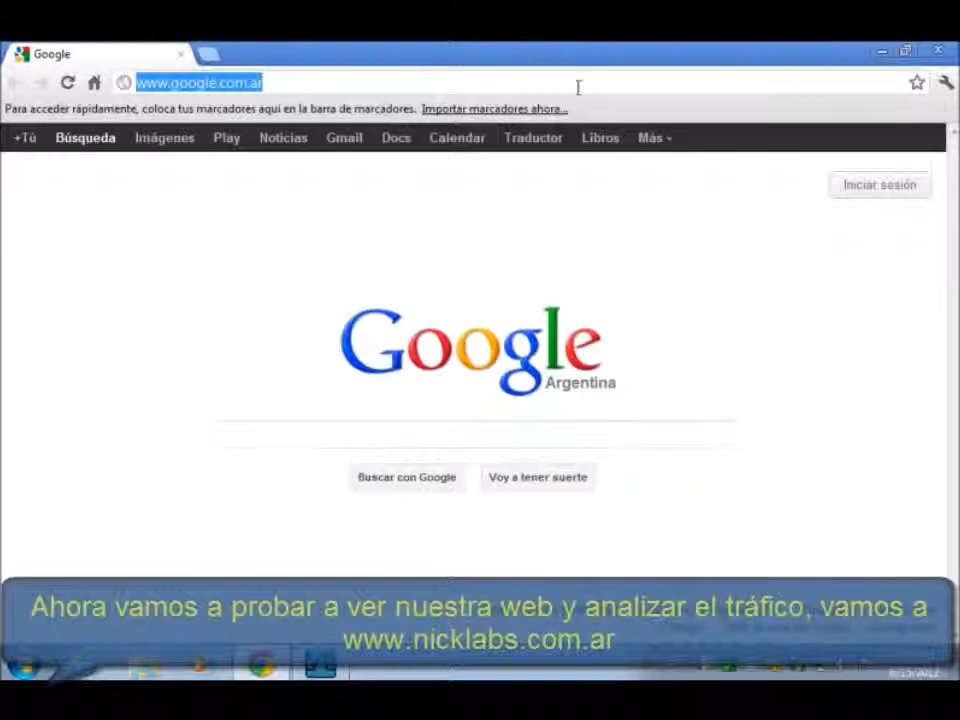 Google
www.google.com.ar
Para acceder rápidamente, coloca tus marcadores aquí en la barra de marcadores. Importar marcadores ahora...
+Tú Búsqueda Imágenes Play Noticias Gmail Docs Calendar Traductor Libros Más
Iniciar sesión
Google
Argentina
Buscar con Google Voy a tener suerte
Ahora vamos a probar a ver nuestra web y analizar el tráfico, vamos a
www.nicklabs.com.ar